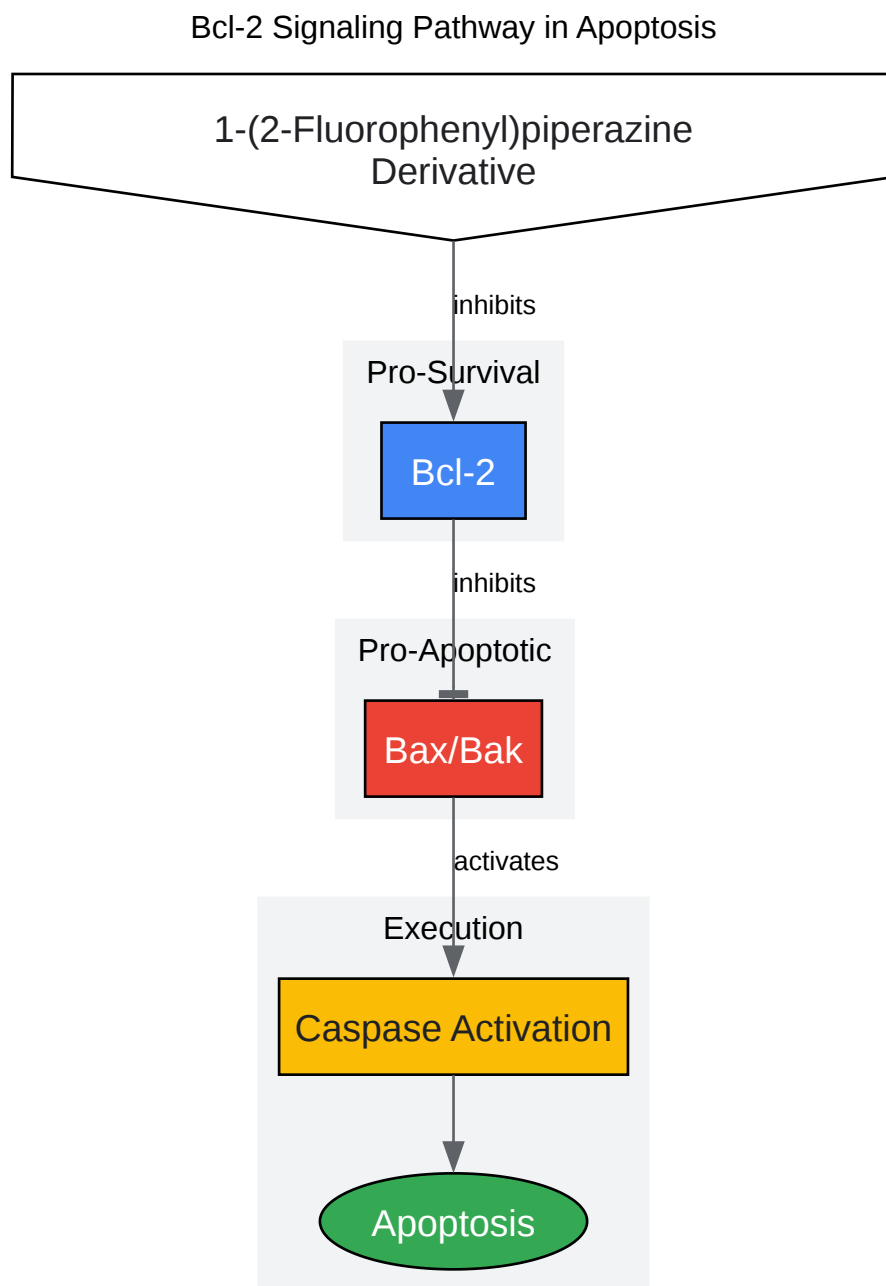 Bcl-2 Signaling Pathway in Apoptosis
1-(2-Fluorophenyl)piperazine
Derivative
inhibits
Pro-Survival
Bcl-2
inhibits
Pro-Apoptotic
Bax/Bak
activates
Execution
Caspase Activation
Apoptosis